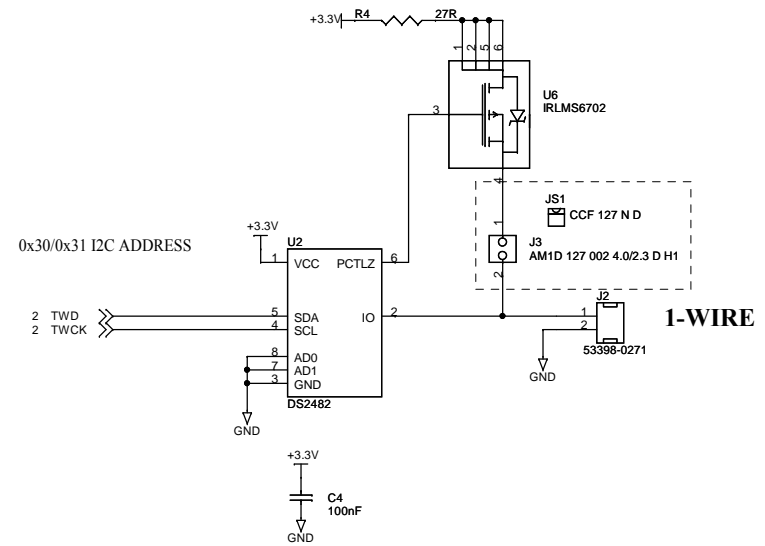 +3.3V R4 27R
1 2 5 6
U6
IRLMS6702
3
4
JS1
CCF 127 N D
1
J3
AM1D 127 002 4.0/2.3 D H1
2
+3.3V
0x30/0x31 I2C ADDRESS
U2
1 VCC PCTLZ 6
2 TWD 5 SDA IO 2
2 TWCK 4 SCL
8 AD0
7 AD1
3 GND
DS2482
GND
J2
1
2
53398-0271
1-WIRE
GND
+3.3V
C4
100nF
GND